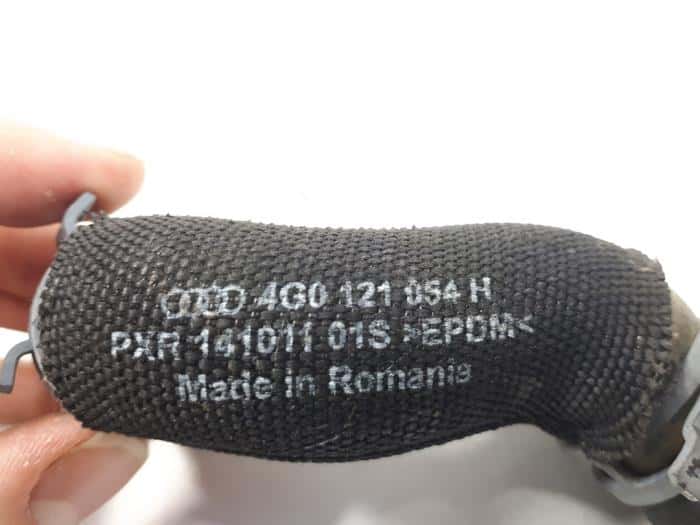 4G0 121 054 H
PXR 141011 01S >EPDM<
Made in Romania